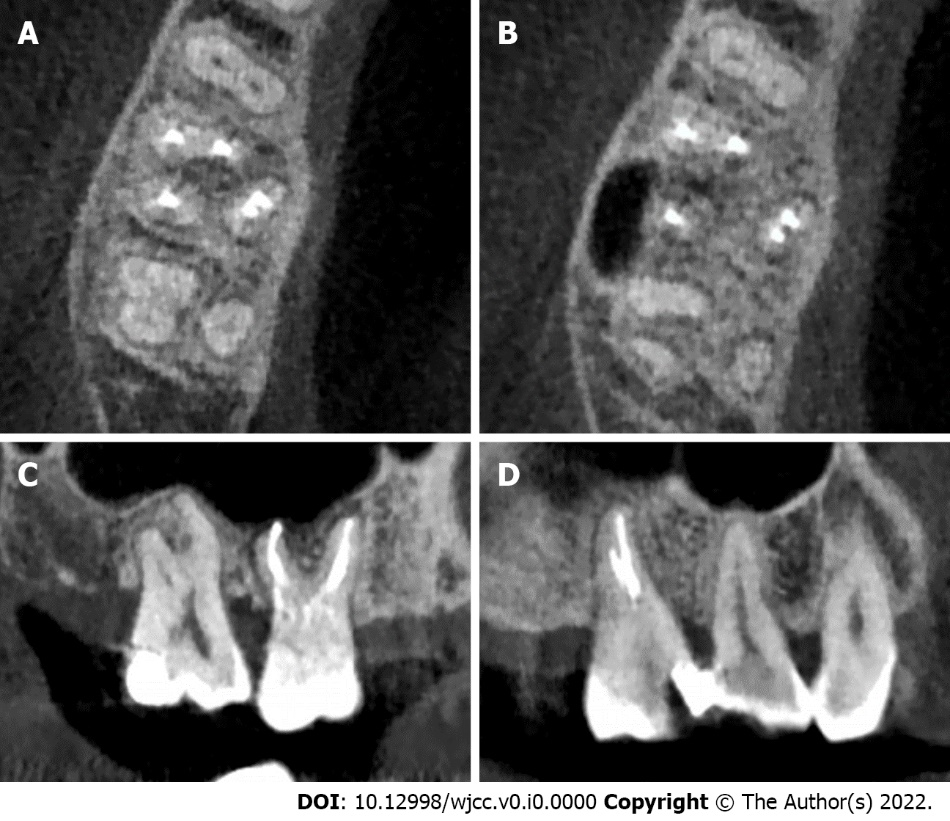 A
B
C
D
DOI: 10.12998/wjcc.v0.i0.0000 Copyright © The Author(s) 2022.